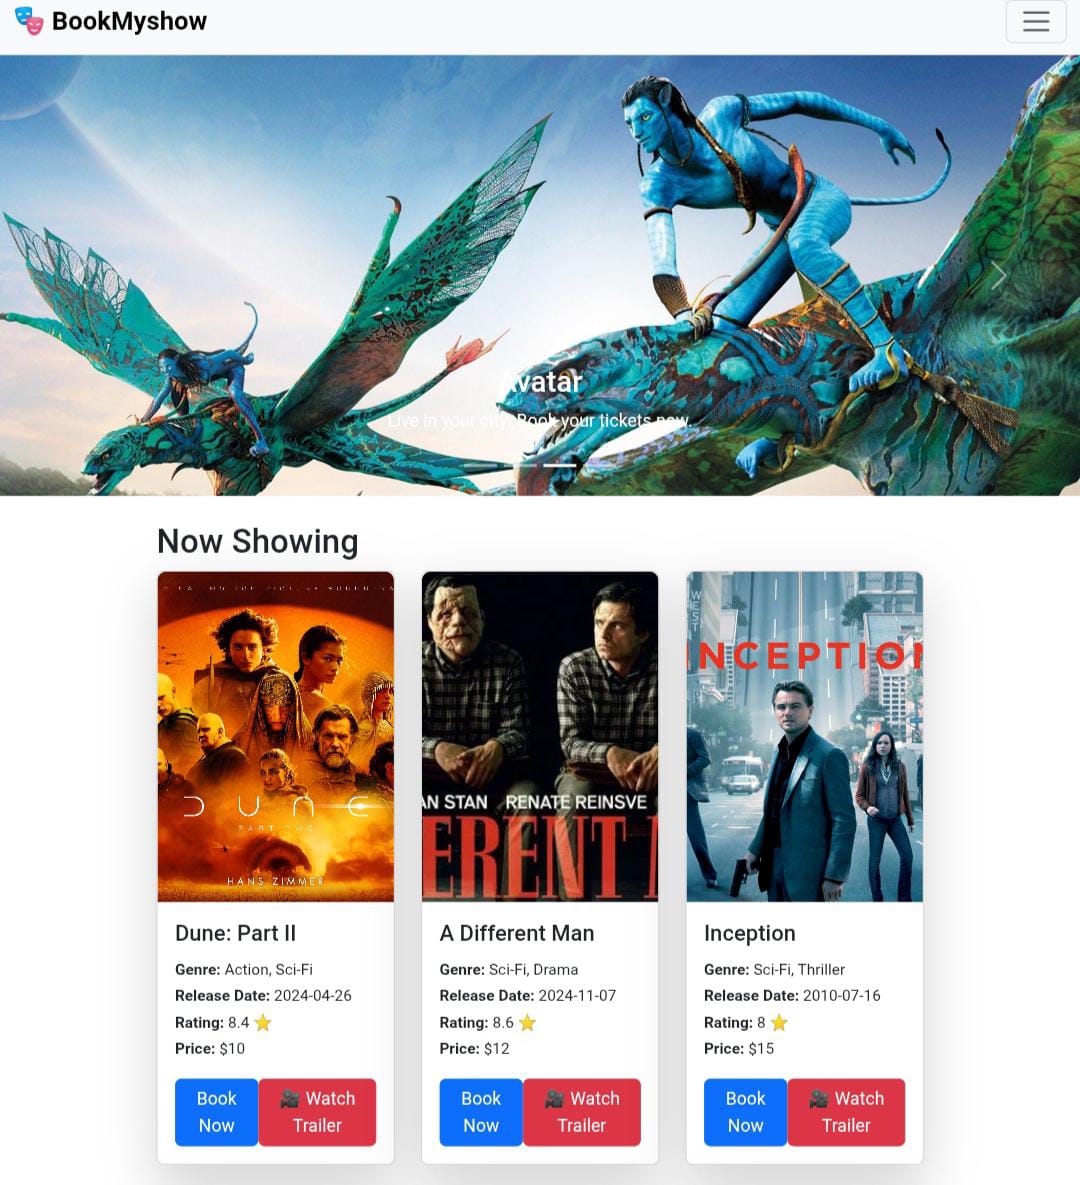 BookMyshow
Avatar
Live in your city! Book your tickets now.
Now Showing
DUNE
PART TWO
HANS ZIMMER
AN STAN RENATE REINSVE
ERENT
WEST
INCEPTION
Dune: Part II
Genre: Action, Sci-Fi
Release Date: 2024-04-26
Rating: 8.4 ⭐
Price: $10
Book Now
🎥 Watch Trailer
A Different Man
Genre: Sci-Fi, Drama
Release Date: 2024-11-07
Rating: 8.6 ⭐
Price: $12
Book Now
🎥 Watch Trailer
Inception
Genre: Sci-Fi, Thriller
Release Date: 2010-07-16
Rating: 8 ⭐
Price: $15
Book Now
🎥 Watch Trailer